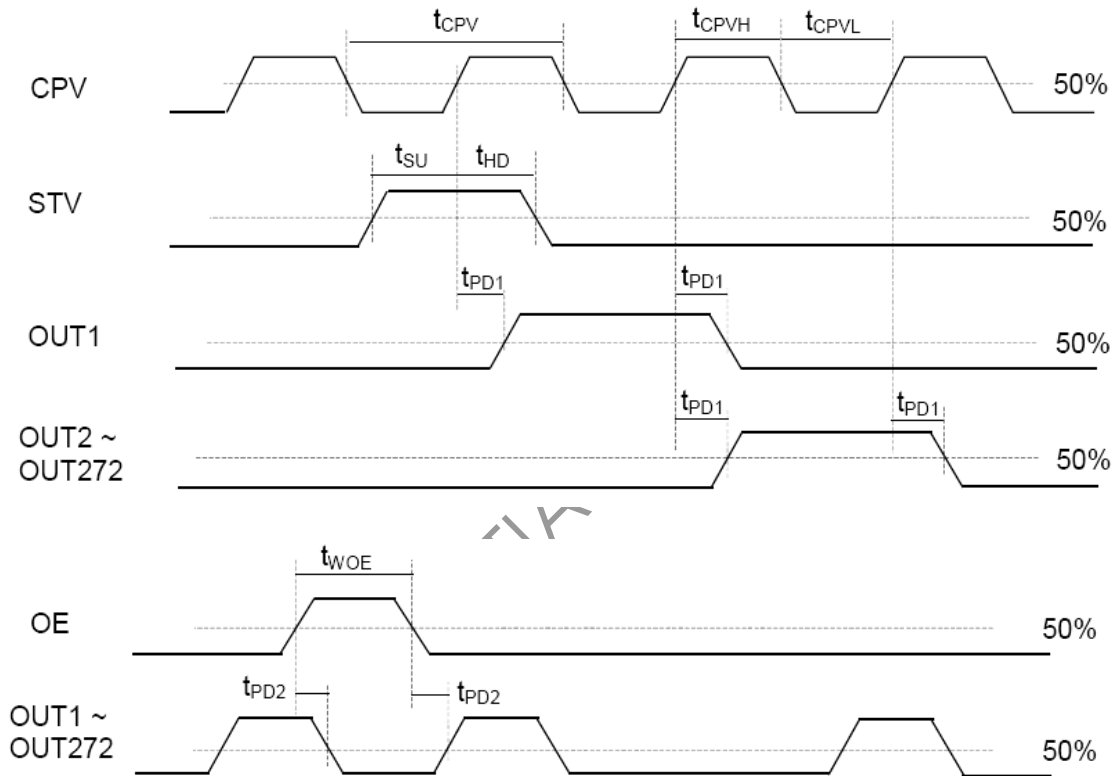 tCPV tCPVH tCPVL
CPV 50%
tSU tHD
STV 50%
tPD1 tPD1
OUT1 50%
tPD1 tPD1
OUT2 ~
OUT272 50%
tWOE
OE 50%
tPD2 tPD2
OUT1 ~
OUT272 50%